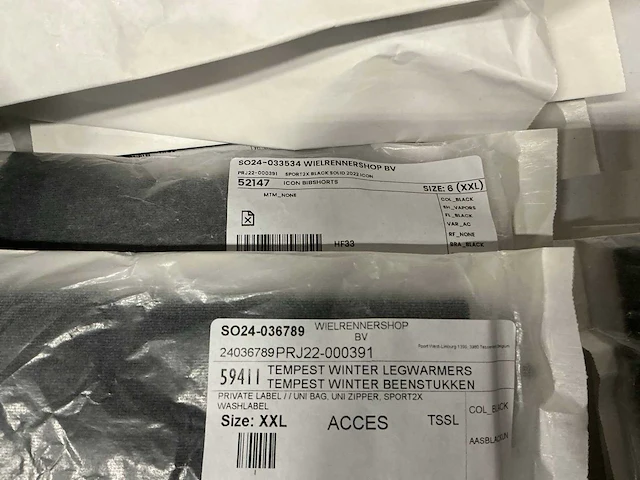 SO24-033534 WIELRENNERSHOP BV
PRJ22-000391 SPORT2X BLACK SOLID 2022 ICON
52147 ICON BIBSHORTS SIZE: 6 (XXL)
MTM_NONE
COL_BLACK
SH_VAPORS
FL_BLACK
VAR_AC
RF_NONE
BRA_BLACK
HF33
SO24-036789 WIELRENNERSHOP
BV
24036789 PRJ22-000391
59411 TEMPEST WINTER LEGWARMERS
TEMPEST WINTER BEENSTUKKEN
PRIVATE LABEL / / UNI BAG, UNI ZIPPER, SPORT2X
WASHLABEL
Size: XXL ACCES TSSL
COL_BLACK